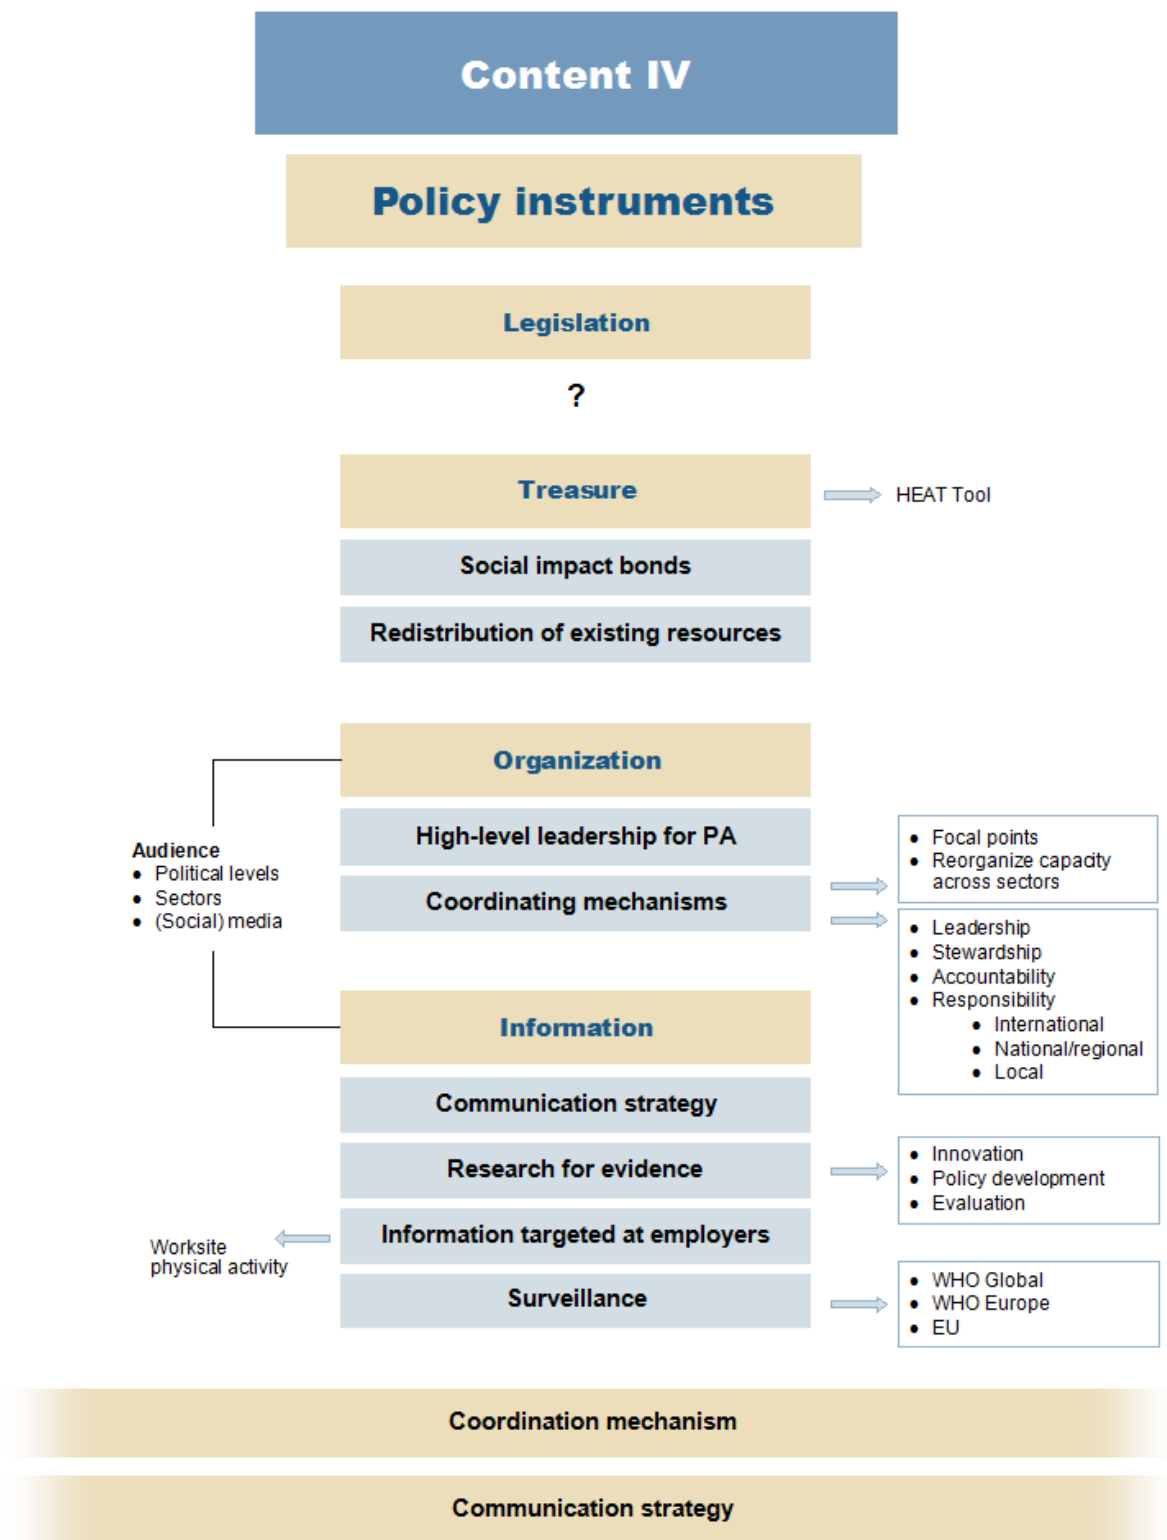 Content IV
Policy instruments
Legislation
?
Treasure
HEAT Tool
Social impact bonds
Redistribution of existing resources
Organization
High-level leadership for PA
Coordinating mechanisms
Audience
• Political levels
• Sectors
• (Social) media
• Focal points
• Reorganize capacity
across sectors
• Leadership
• Stewardship
• Accountability
• Responsibility
• International
• National/regional
• Local
Information
Communication strategy
Research for evidence
• Innovation
• Policy development
• Evaluation
Information targeted at employers
Worksite
physical activity
Surveillance
• WHO Global
• WHO Europe
• EU
Coordination mechanism
Communication strategy